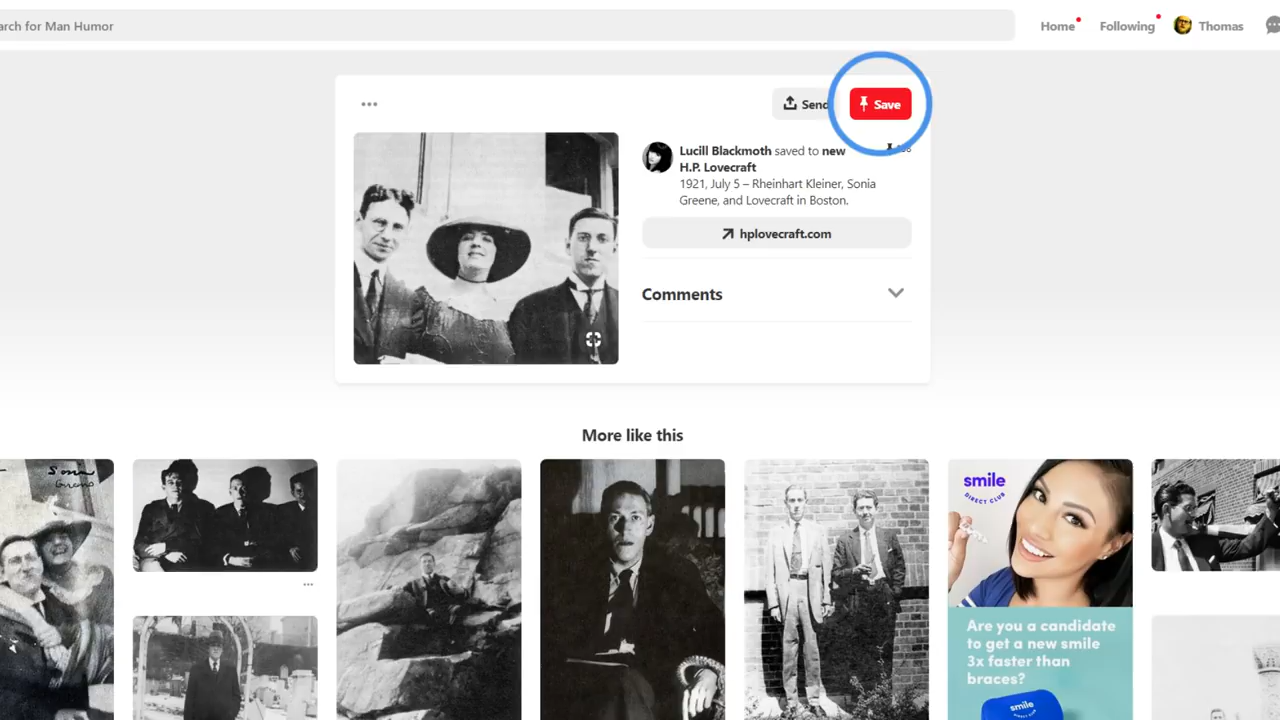 arch for Man Humor
Home
Following
Thomas
Send
Save
Lucill Blackmoth saved to new
H.P. Lovecraft
1921, July 5 – Rheinhart Kleiner, Sonia
Greene, and Lovecraft in Boston.
hplovecraft.com
Comments
More like this
smile
DIRECT CLUB
Are you a candidate
to get a new smile
3x faster than
braces?
smile